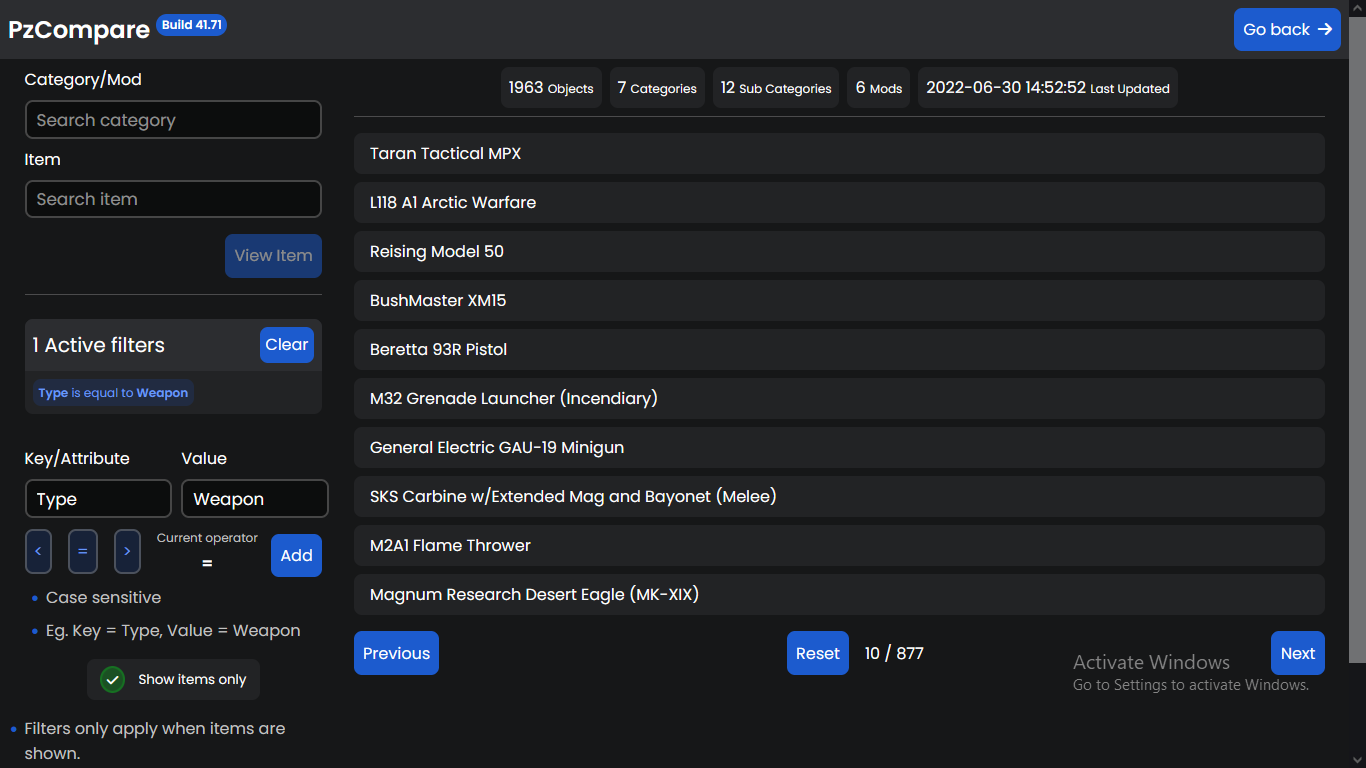 PzCompare Build 41.71
Go back →
Category/Mod
Search category
Item
Search item
View Item
1 Active filters Clear
Type is equal to Weapon
Key/Attribute Value
Type Weapon
< = > Current operator = Add
Case sensitive
Eg. Key = Type, Value = Weapon
Show items only
Filters only apply when items are
shown.
1963 Objects 7 Categories 12 Sub Categories 6 Mods 2022-06-30 14:52:52 Last Updated
Taran Tactical MPX
L118 A1 Arctic Warfare
Reising Model 50
BushMaster XM15
Beretta 93R Pistol
M32 Grenade Launcher (Incendiary)
General Electric GAU-19 Minigun
SKS Carbine w/Extended Mag and Bayonet (Melee)
M2A1 Flame Thrower
Magnum Research Desert Eagle (MK-XIX)
Previous Reset 10 / 877 Next
Activate Windows
Go to Settings to activate Windows.